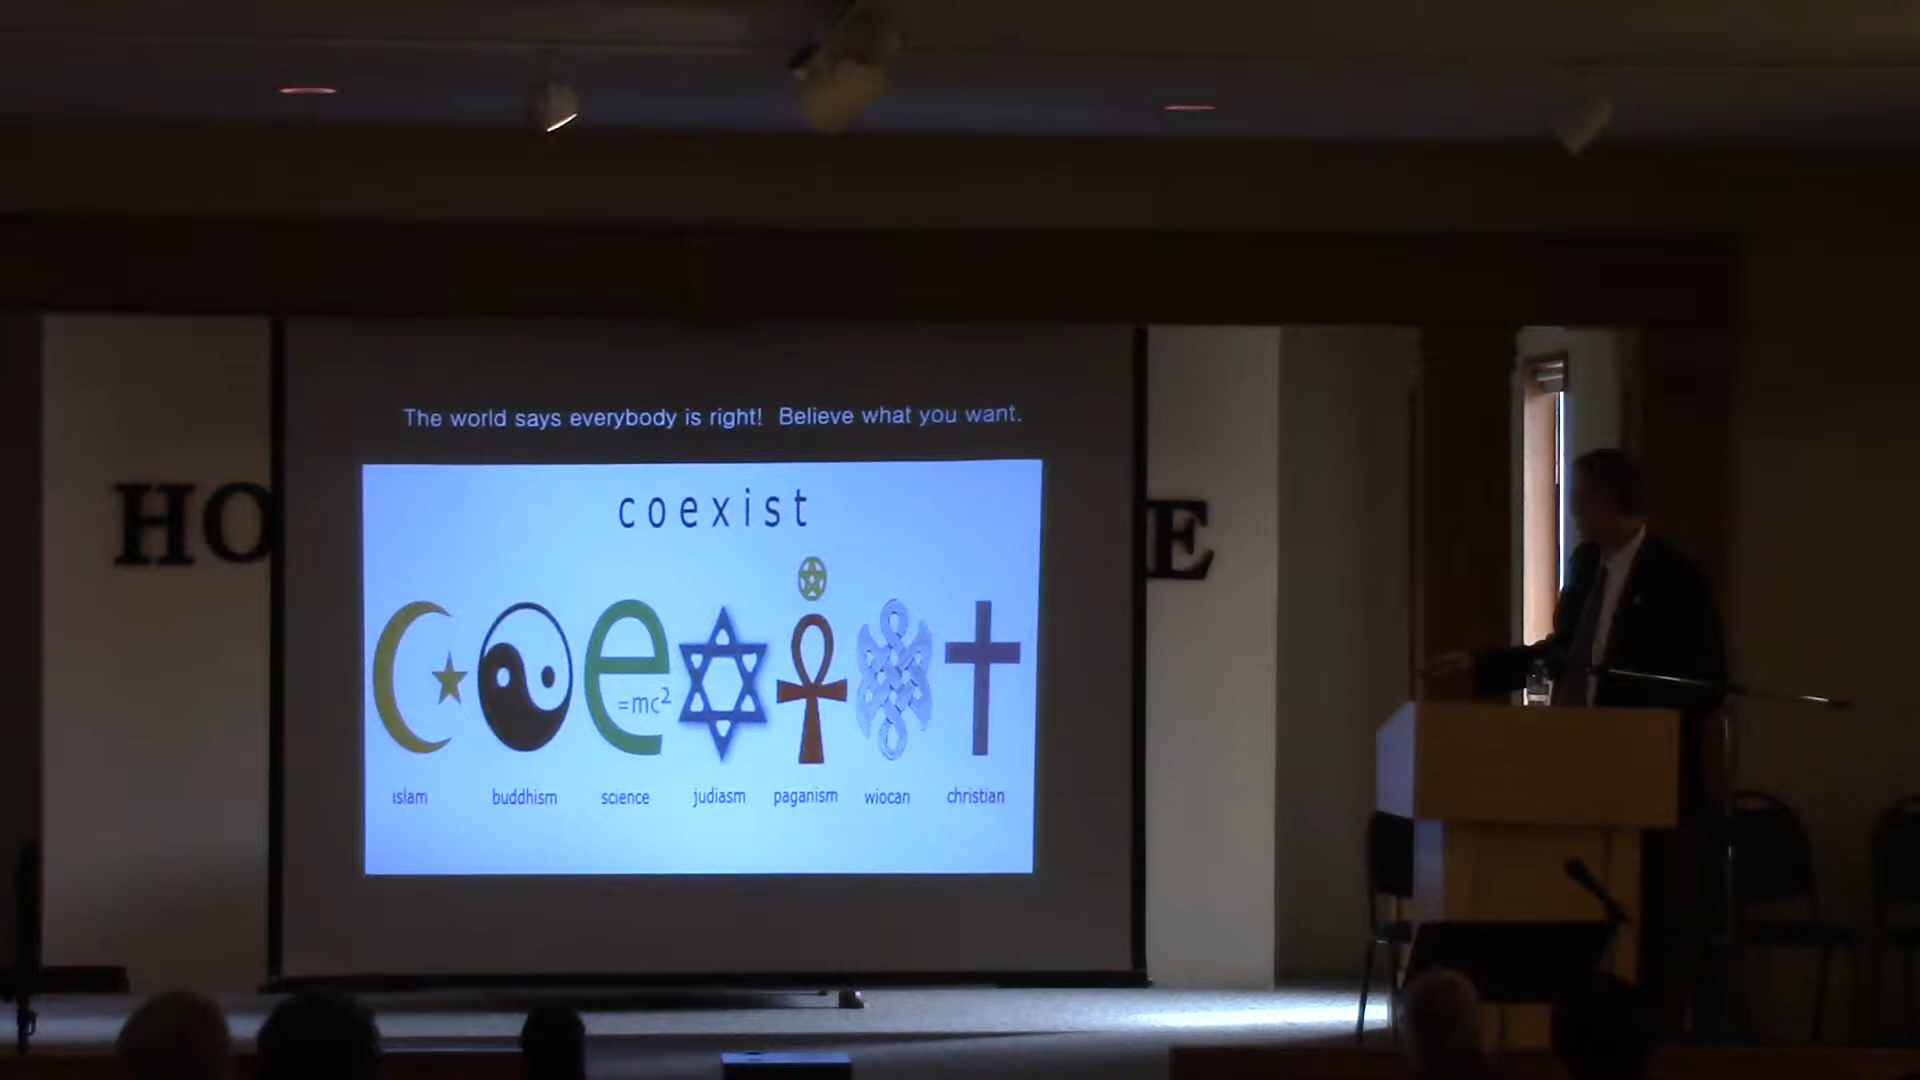 The world says everybody is right! Believe what you want.
coexist
HO
E
e
=mc²
islam buddhism science judiasm paganism wiocan christian